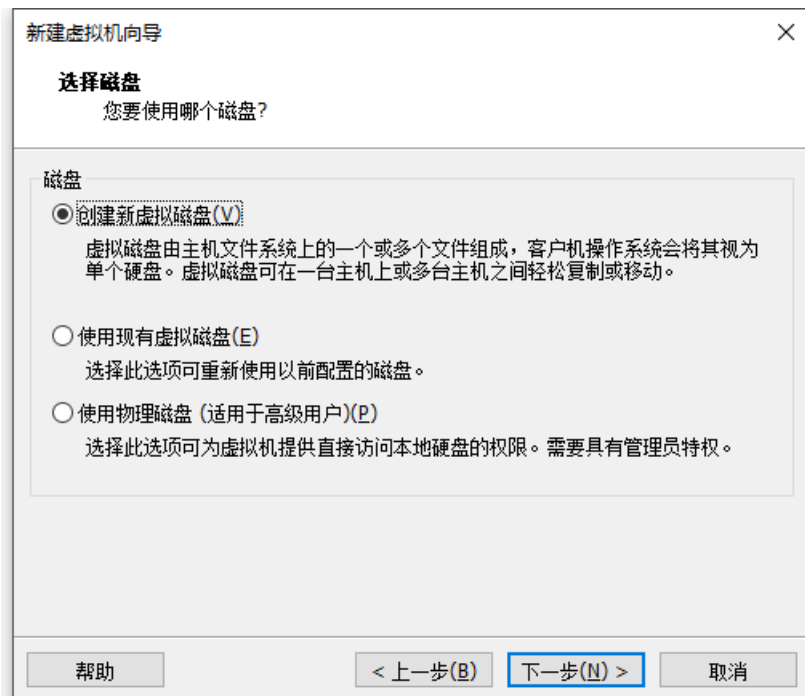 新建虚拟机向导
选择磁盘
您要使用哪个磁盘?
磁盘
创建新虚拟磁盘(V)
虚拟磁盘由主机文件系统上的一个或多个文件组成，客户机操作系统会将其视为
单个硬盘。虚拟磁盘可在一台主机上或多台主机之间轻松复制或移动。
使用现有虚拟磁盘(E)
选择此选项可重新使用以前配置的磁盘。
使用物理磁盘 (适用于高级用户)(P)
选择此选项可为虚拟机提供直接访问本地硬盘的权限。需要具有管理员特权。
帮助
< 上一步(B)
下一步(N) >
取消